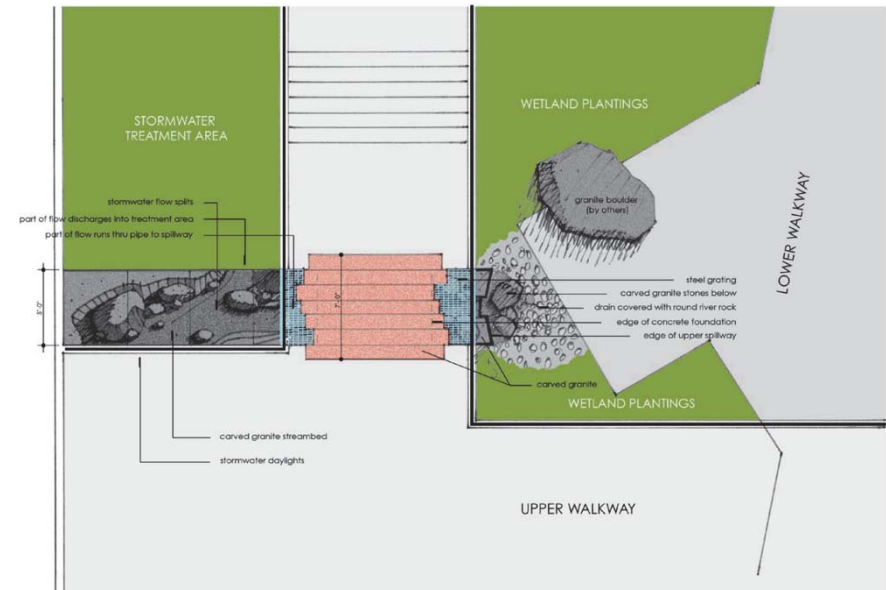 STORMWATER
TREATMENT AREA
WETLAND PLANTINGS
granite boulder
(by others)
LOWER WALKWAY
stormwater flow splits
part of flow discharges into treatment area
part of flow runs thru pipe to spillway
7'-0"
steel grating
carved granite stones below
drain covered with round river rock
edge of concrete foundation
edge of upper spillway
carved granite
WETLAND PLANTINGS
carved granite streambed
stormwater daylights
UPPER WALKWAY